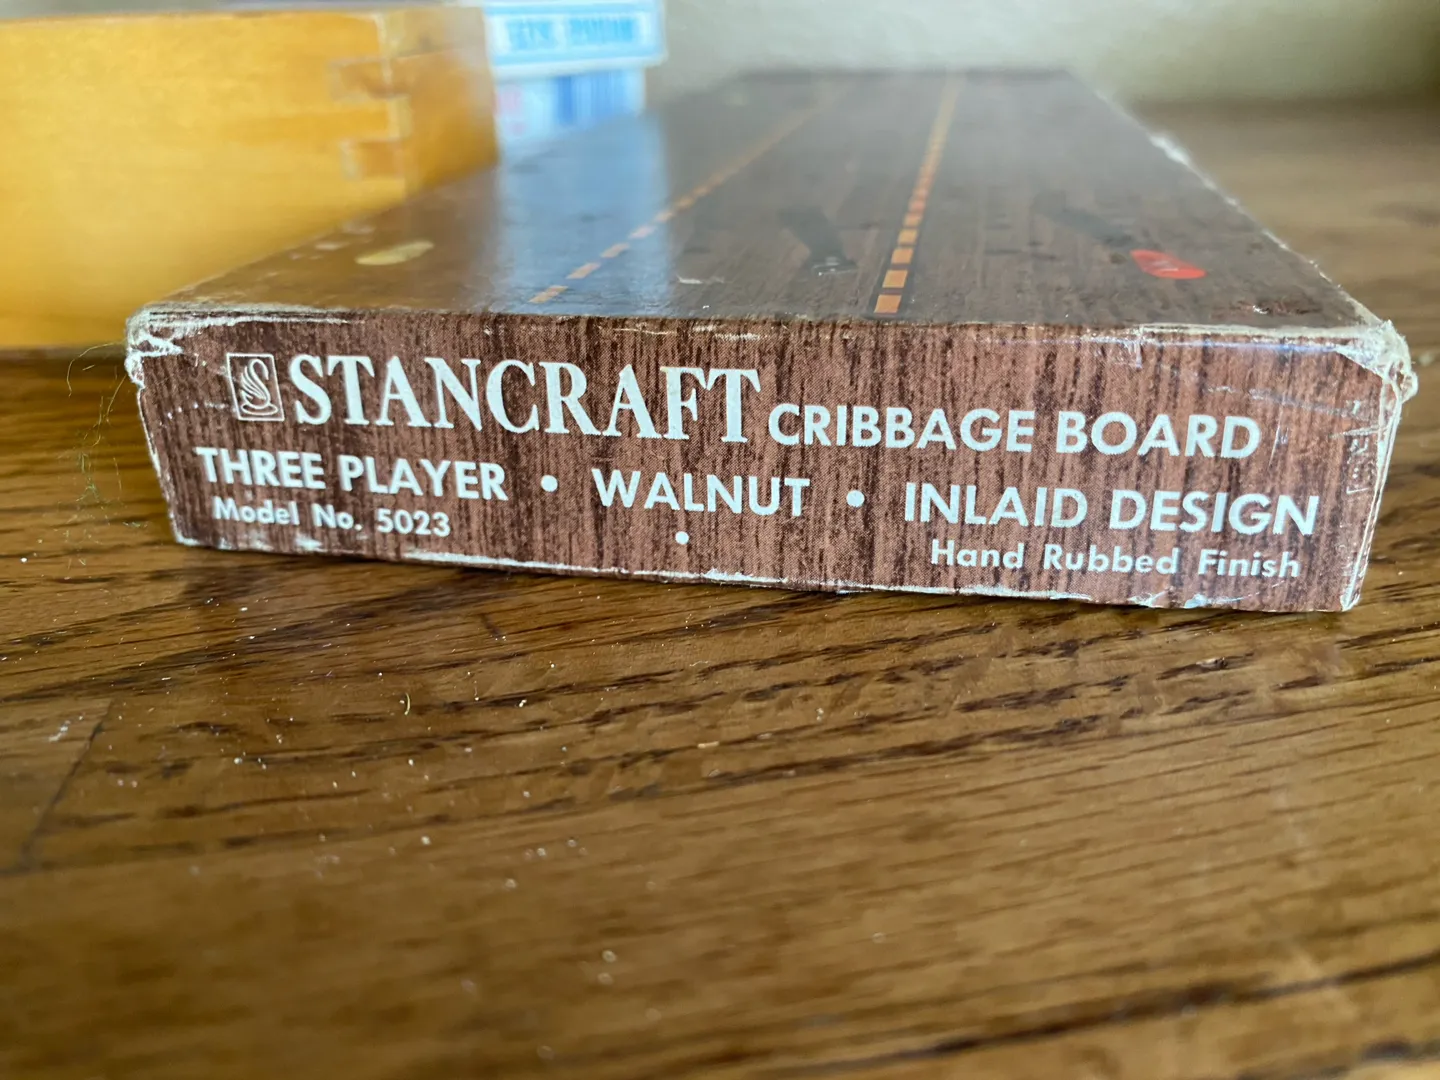 STANCRAFT CRIBBAGE BOARD
THREE PLAYER • WALNUT • INLAID DESIGN
Model No. 5023 • Hand Rubbed Finish